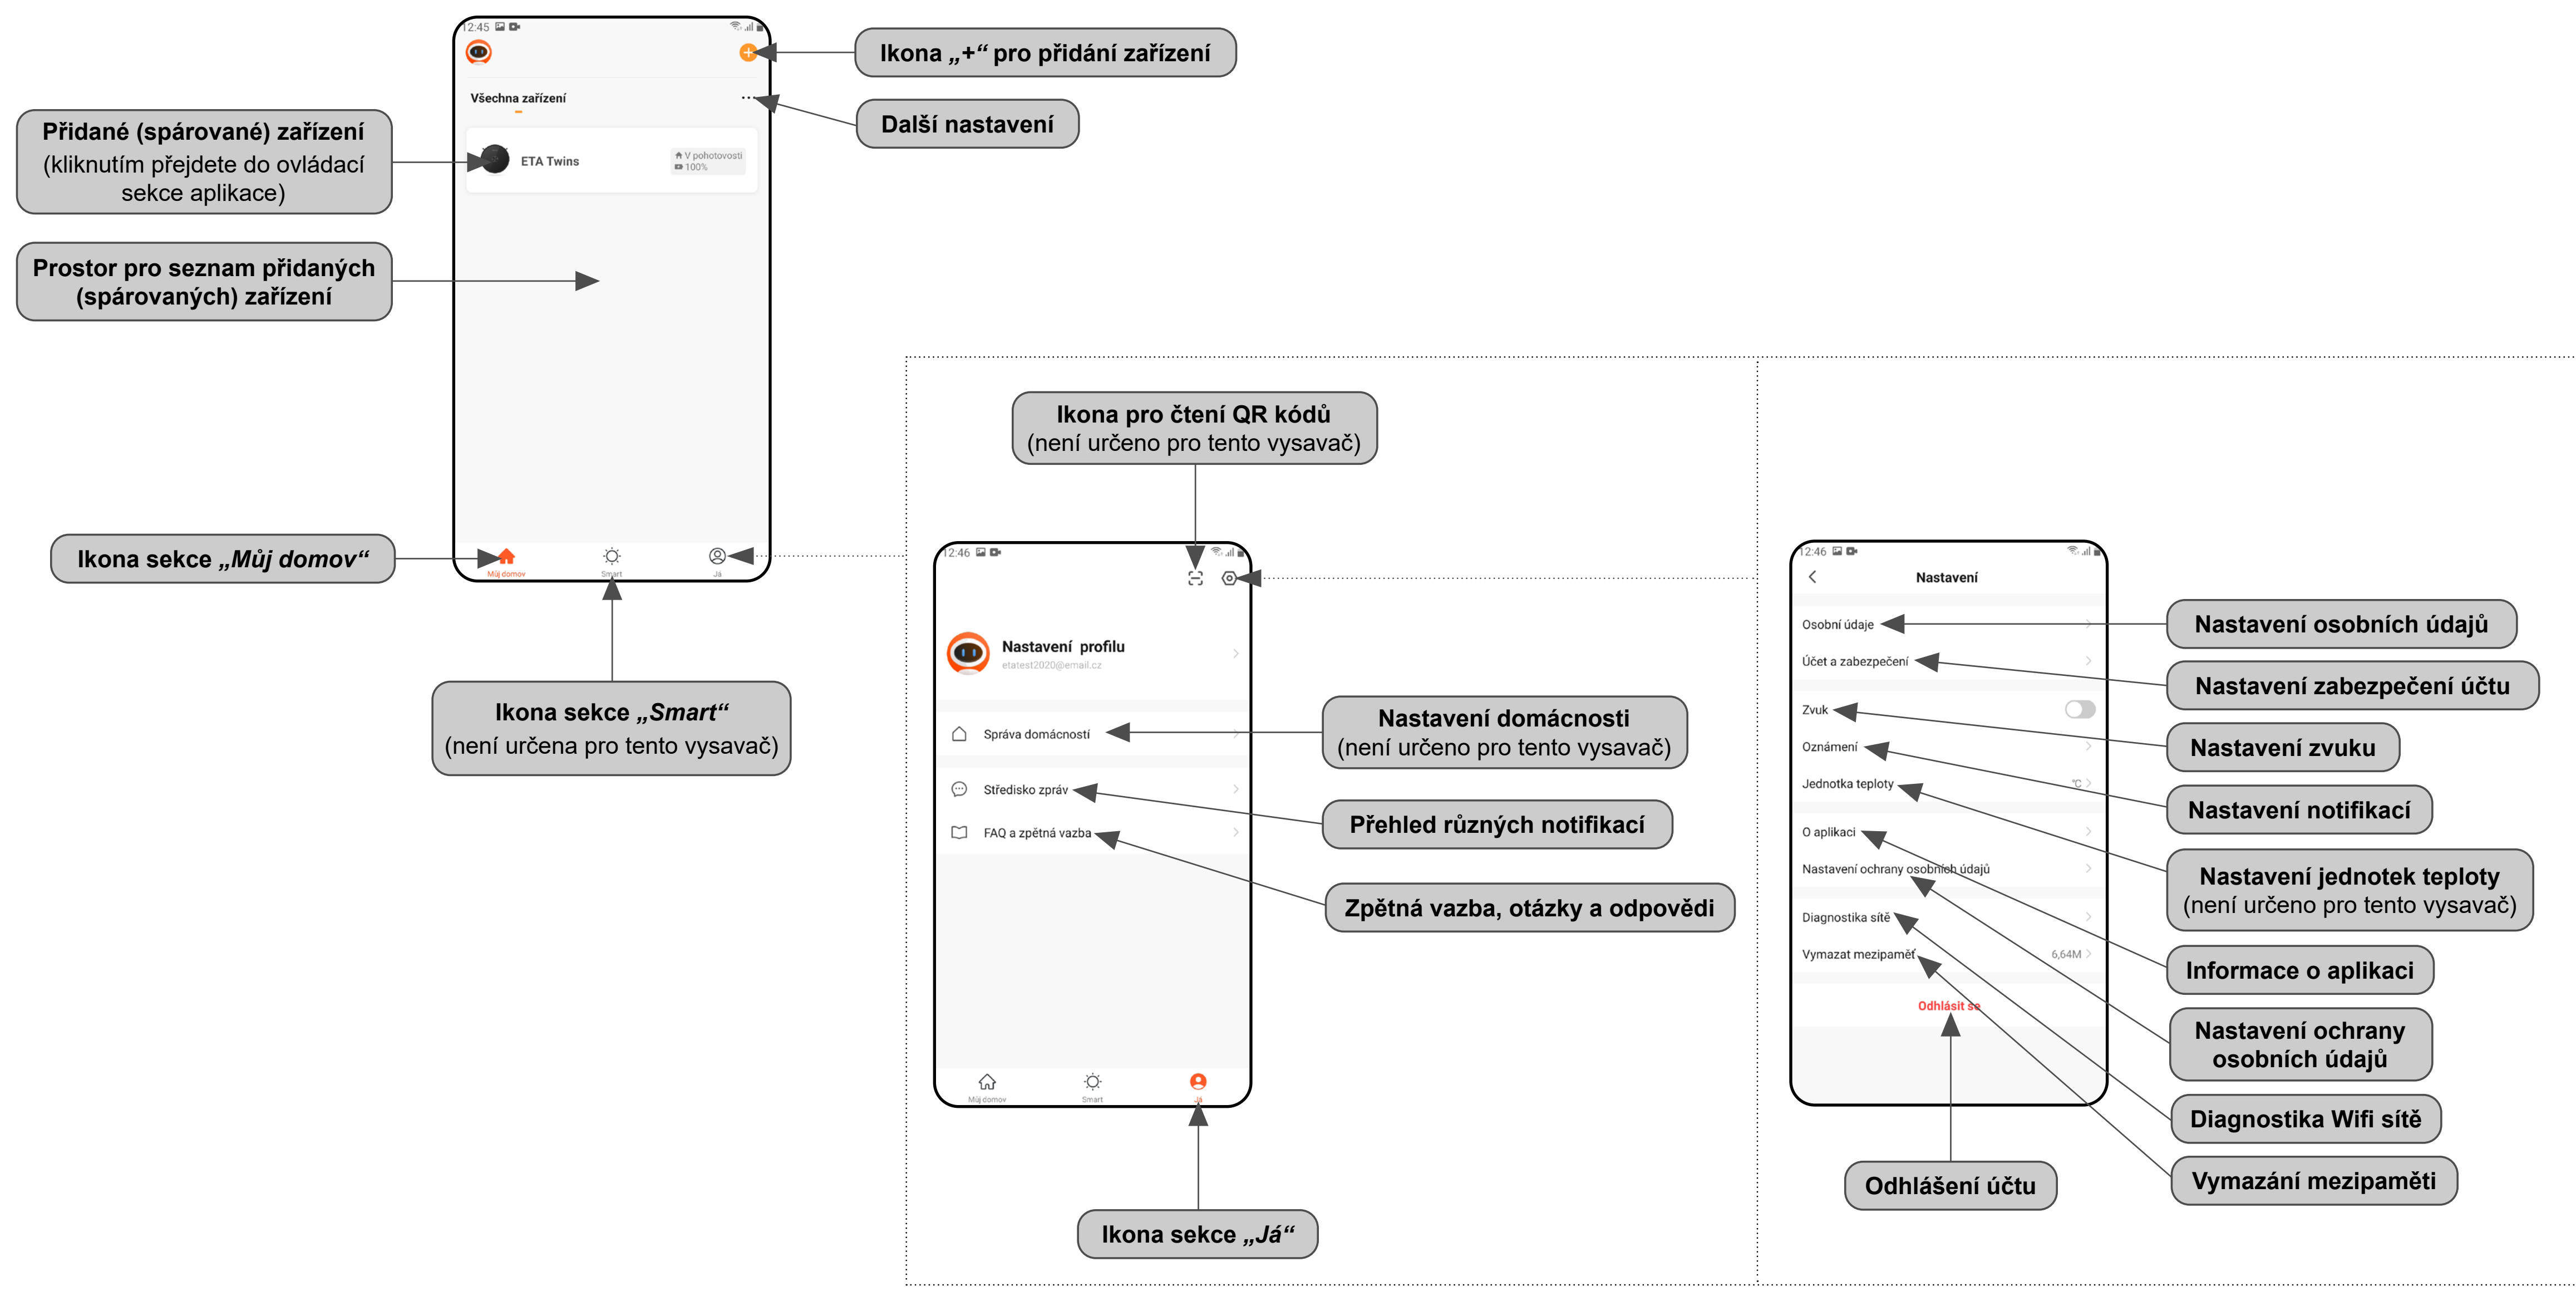 12:45
Ikona „+“ pro přidání zařízení
Všechna zařízení
Další nastavení
Přidané (spárované) zařízení
(kliknutím přejdete do ovládací
sekce aplikace)
ETA Twins
V pohotovosti
100%
Prostor pro seznam přidaných
(spárovaných) zařízení
Ikona sekce „Můj domov“
Můj domov
Smart
Já
Ikona sekce „Smart“
(není určena pro tento vysavač)
Ikona pro čtení QR kódů
(není určeno pro tento vysavač)
12:46
Nastavení profilu
etatest2020@email.cz
Správa domácností
Nastavení domácnosti
(není určeno pro tento vysavač)
Středisko zpráv
Přehled různých notifikací
FAQ a zpětná vazba
Zpětná vazba, otázky a odpovědi
Můj domov
Smart
Já
Ikona sekce „Já“
12:46
Nastavení
Osobní údaje
Nastavení osobních údajů
Účet a zabezpečení
Nastavení zabezpečení účtu
Zvuk
Nastavení zvuku
Oznámení
Nastavení notifikací
Jednotka teploty
°C
Nastavení jednotek teploty
(není určeno pro tento vysavač)
O aplikaci
Informace o aplikaci
Nastavení ochrany osobních údajů
Nastavení ochrany
osobních údajů
Diagnostika sítě
Diagnostika Wifi sítě
Vymazat mezipaměť
6,64M
Vymazání mezipaměti
Odhlásit se
Odhlášení účtu